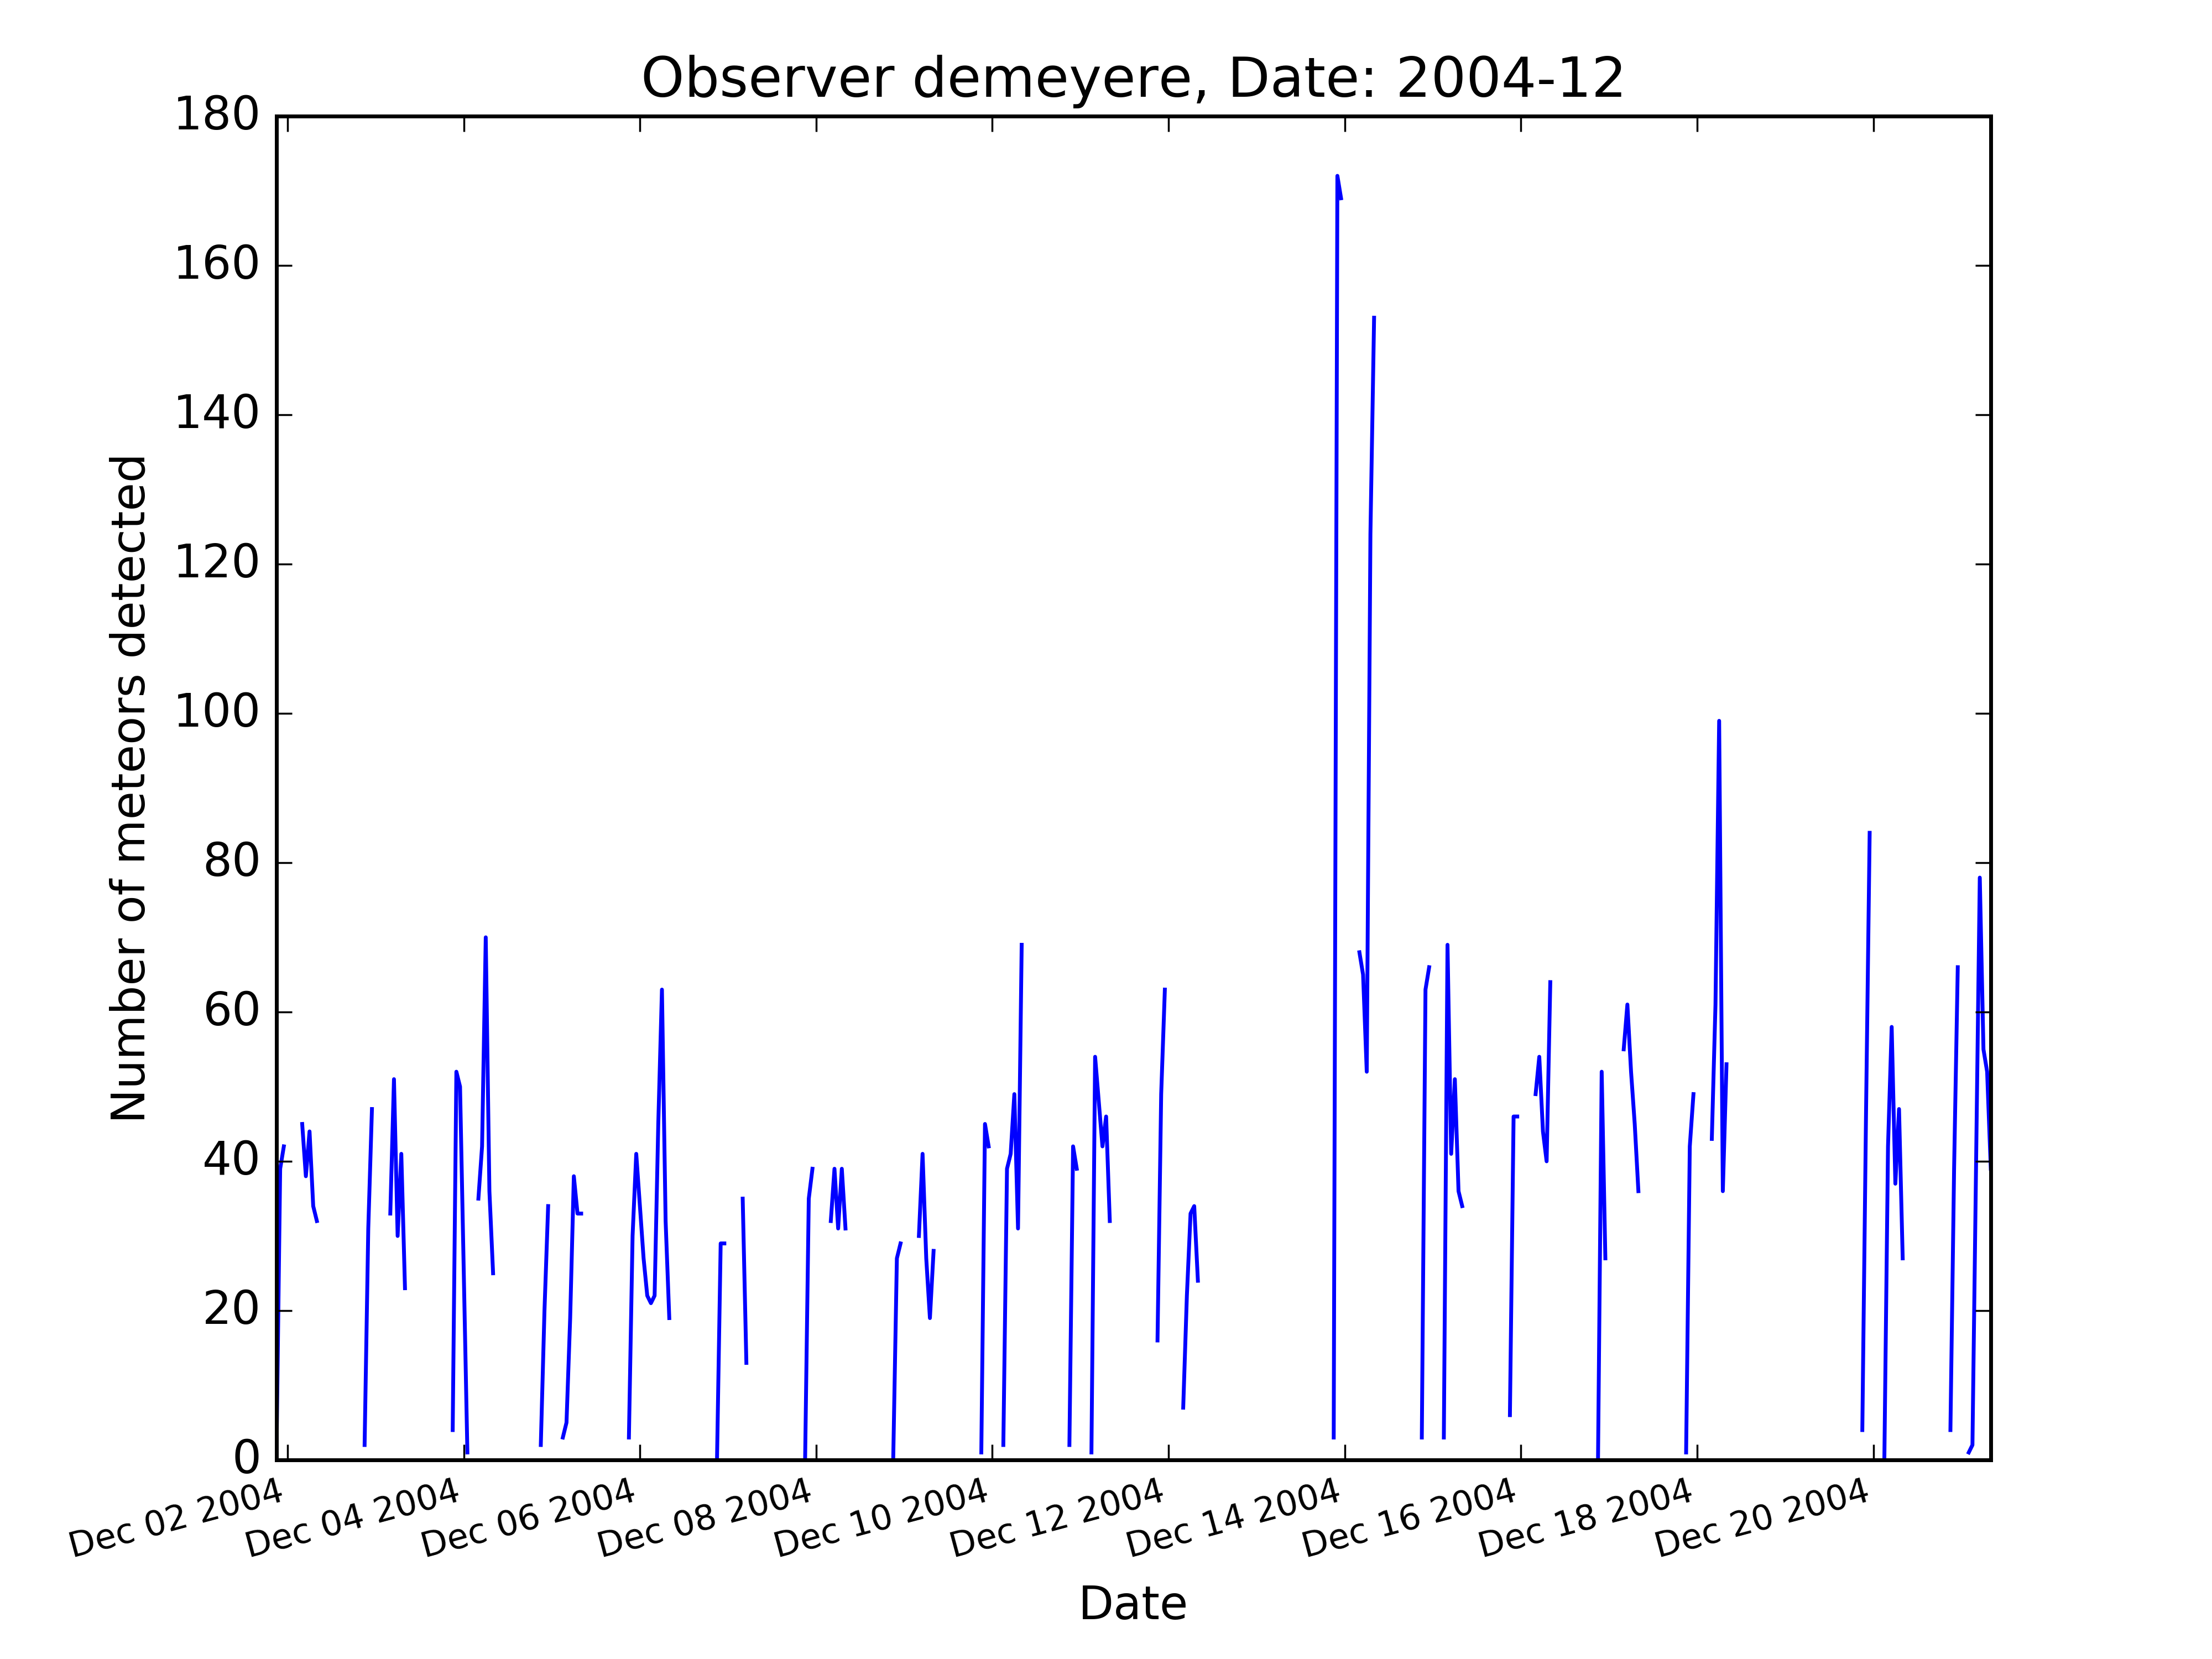 Observer demeyere, Date: 2004-12
180
160
140
120
100
80
60
40
20
0
Number of meteors detected
Dec 02 2004
Dec 04 2004
Dec 06 2004
Dec 08 2004
Dec 10 2004
Dec 12 2004
Dec 14 2004
Dec 16 2004
Dec 18 2004
Dec 20 2004
Date